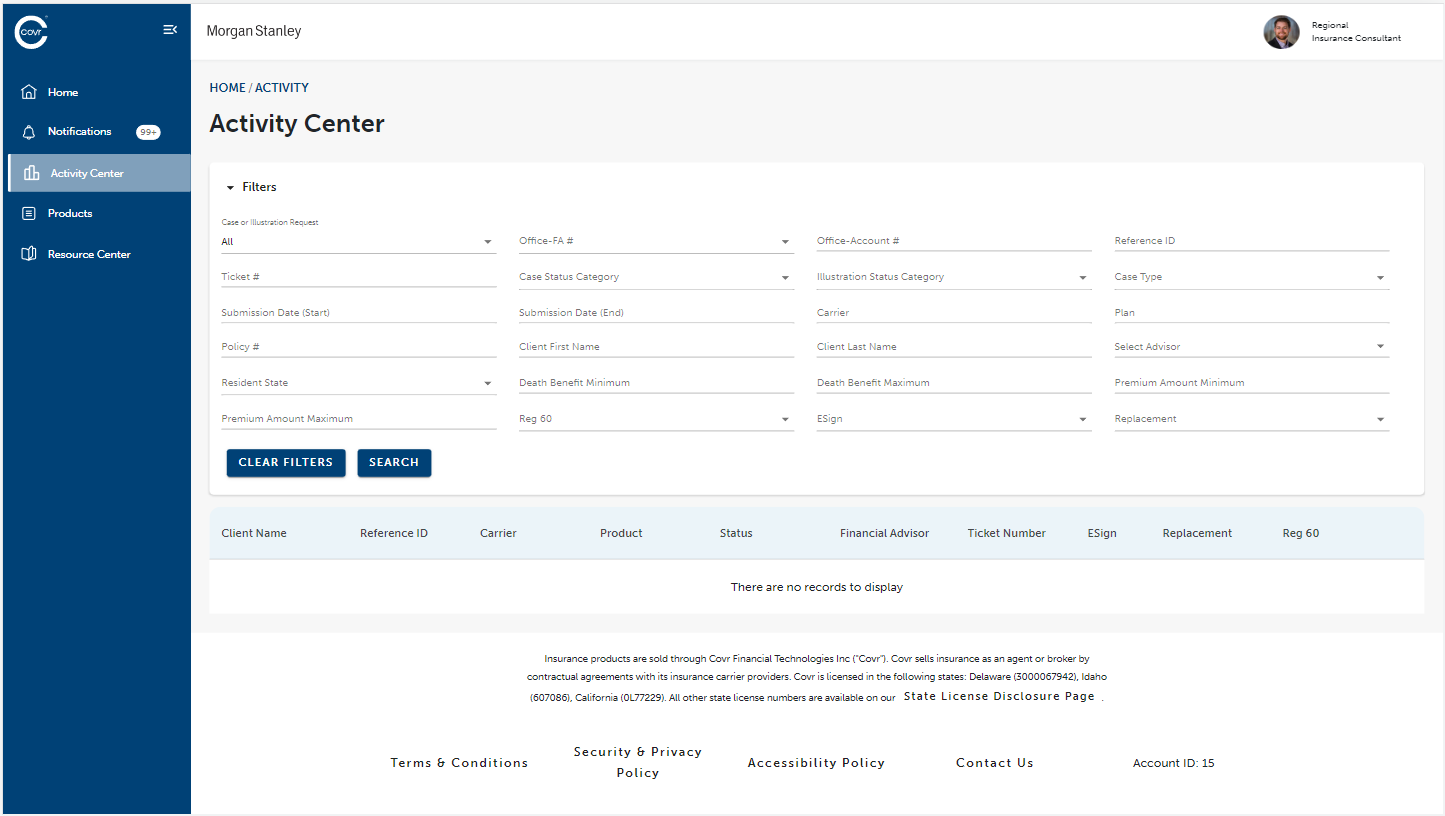 covr
Morgan Stanley
Regional
Insurance Consultant
Home
Notifications 99+
Activity Center
Products
Resource Center
HOME / ACTIVITY
Activity Center
Filters
Case or Illustration Request
All
Office-FA #
Office-Account #
Reference ID
Ticket #
Case Status Category
Illustration Status Category
Case Type
Submission Date (Start)
Submission Date (End)
Carrier
Plan
Policy #
Client First Name
Client Last Name
Select Advisor
Resident State
Death Benefit Minimum
Death Benefit Maximum
Premium Amount Minimum
Premium Amount Maximum
Reg 60
ESign
Replacement
CLEAR FILTERS
SEARCH
Client Name Reference ID Carrier Product Status Financial Advisor Ticket Number ESign Replacement Reg 60
There are no records to display
Insurance products are sold through Covr Financial Technologies Inc ("Covr"). Covr sells insurance as an agent or broker by
contractual agreements with its insurance carrier providers. Covr is licensed in the following states: Delaware (3000067942), Idaho
(607086), California (0L77229). All other state license numbers are available on our State License Disclosure Page .
Terms & Conditions
Security & Privacy
Policy
Accessibility Policy
Contact Us
Account ID: 15